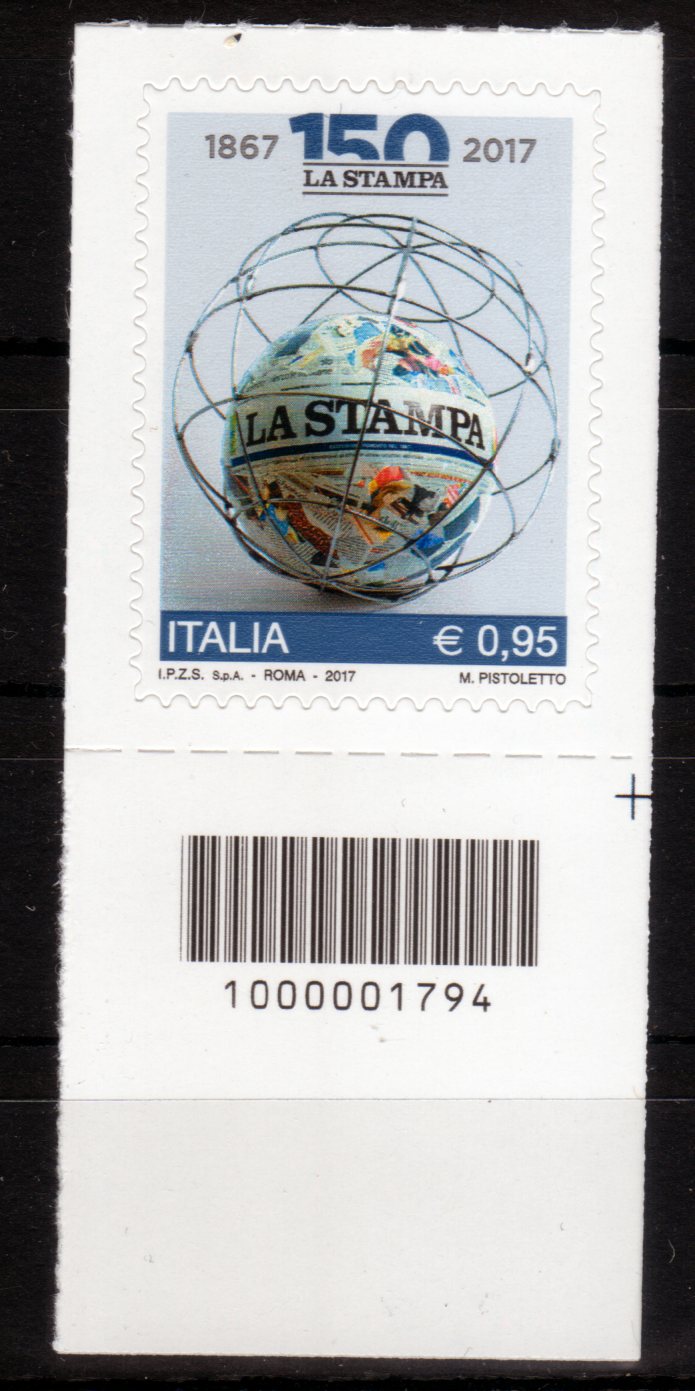 1867 150 2017
LA STAMPA
LA STAMPA
ITALIA € 0,95
I.P.Z.S. S.p.A. - ROMA - 2017 M. PISTOLETTO
1000001794